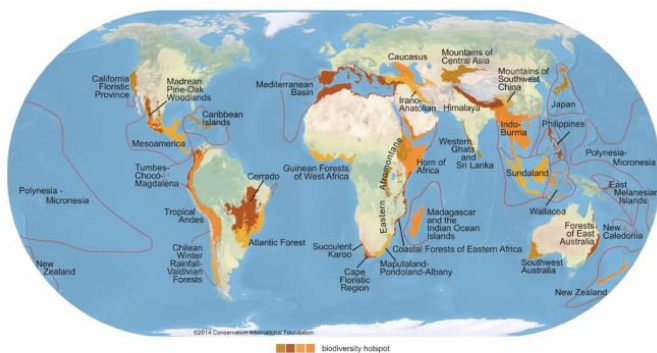 California
Floristic
Province
Madrean
Pine-Oak
Woodlands
Caribbean
Islands
Mesoamerica
Mediterranean
Basin
Caucasus
Mountains of
Central Asia
Mountains of
Southwest
China
Irano-
Anatolian
Himalaya
Japan
Indo-
Burma
Philippines
Western
Ghats and
Sri Lanka
Polynesia -
Micronesia
Tumbes-
Chocó-
Magdalena
Cerrado
Guinean Forests
of West Africa
Eastern Afromontane
Horn of
Africa
Sundaland
Polynesia-
Micronesia
East
Melanesian
Islands
Wallacea
Tropical
Andes
Atlantic Forest
Madagascar and
the Indian Ocean
Islands
Coastal Forests of Eastern Africa
Forests
of East
Australia
New
Caledonia
New
Zealand
Chilean
Winter
Rainfall-
Valdivian
Forests
Succulent
Karoo
Cape
Floristic
Region
Maputaland-
Pondoland-Albany
Southwest
Australia
New Zealand
©2014 Conservation International Foundation
biodiversity hotspot